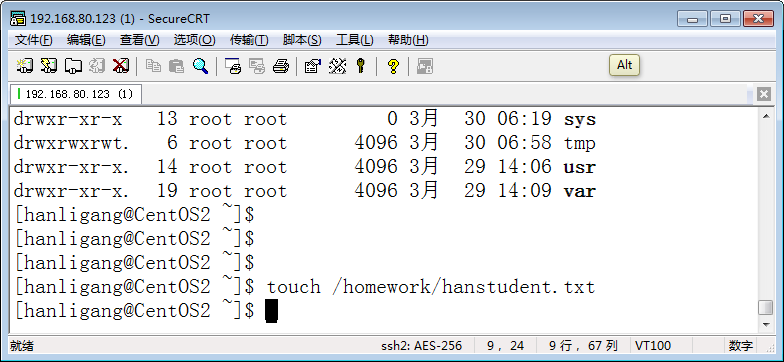 192.168.80.123 (1) - SecureCRT
文件(F) 编辑(E) 查看(V) 选项(O) 传输(T) 脚本(S) 工具(L) 帮助(H)
Alt
192.168.80.123 (1)
drwxr-xr-x 13 root root 0 3月 30 06:19 sys
drwxrwxrwt. 6 root root 4096 3月 30 06:58 tmp
drwxr-xr-x. 14 root root 4096 3月 29 14:06 usr
drwxr-xr-x. 19 root root 4096 3月 29 14:09 var
[hanligang@CentOS2 ~]$
[hanligang@CentOS2 ~]$
[hanligang@CentOS2 ~]$
[hanligang@CentOS2 ~]$ touch /homework/hanstudent.txt
[hanligang@CentOS2 ~]$
就绪 ssh2: AES-256 9, 24 9 行, 67 列 VT100 数字